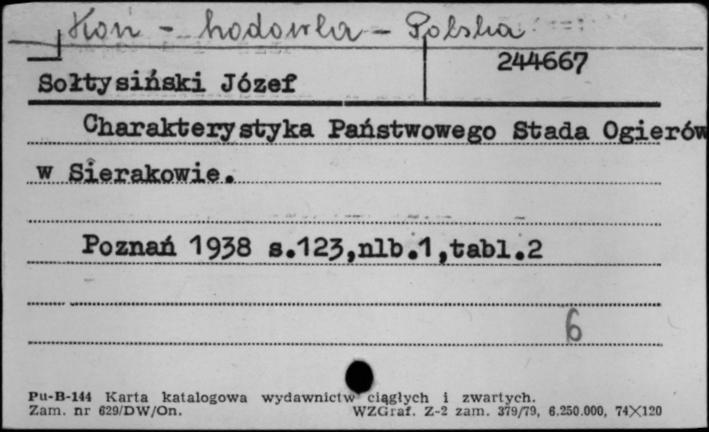 Koń - hodowla - Polska
244667
Sołtysiński Józef
Charakterystyka Państwowego Stada Ogierów
w Sierakowie.
Poznań 1938 s.123,nlb.1,tabl.2
6
Pu-B-144 Karta katalogowa wydawnictw ciągłych i zwartych.
Zam. nr 629/DW/On. WZGraf. Z-2 zam. 379/79, 6.250.000, 74X120